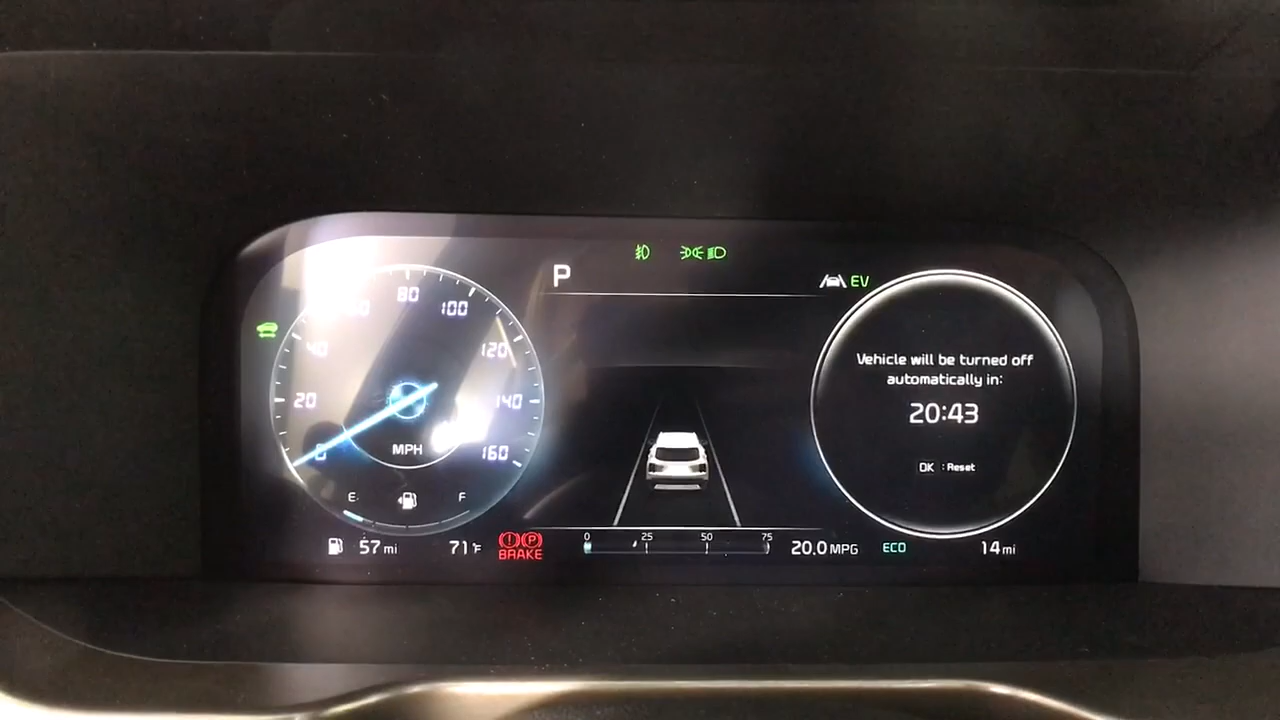 P
EV
80
100
120
140
160
40
20
0
MPH
E
F
Vehicle will be turned off
automatically in:
20:43
OK : Reset
57 mi
71°F
BRAKE
0 25 50 75
20.0 MPG
ECO
14 mi